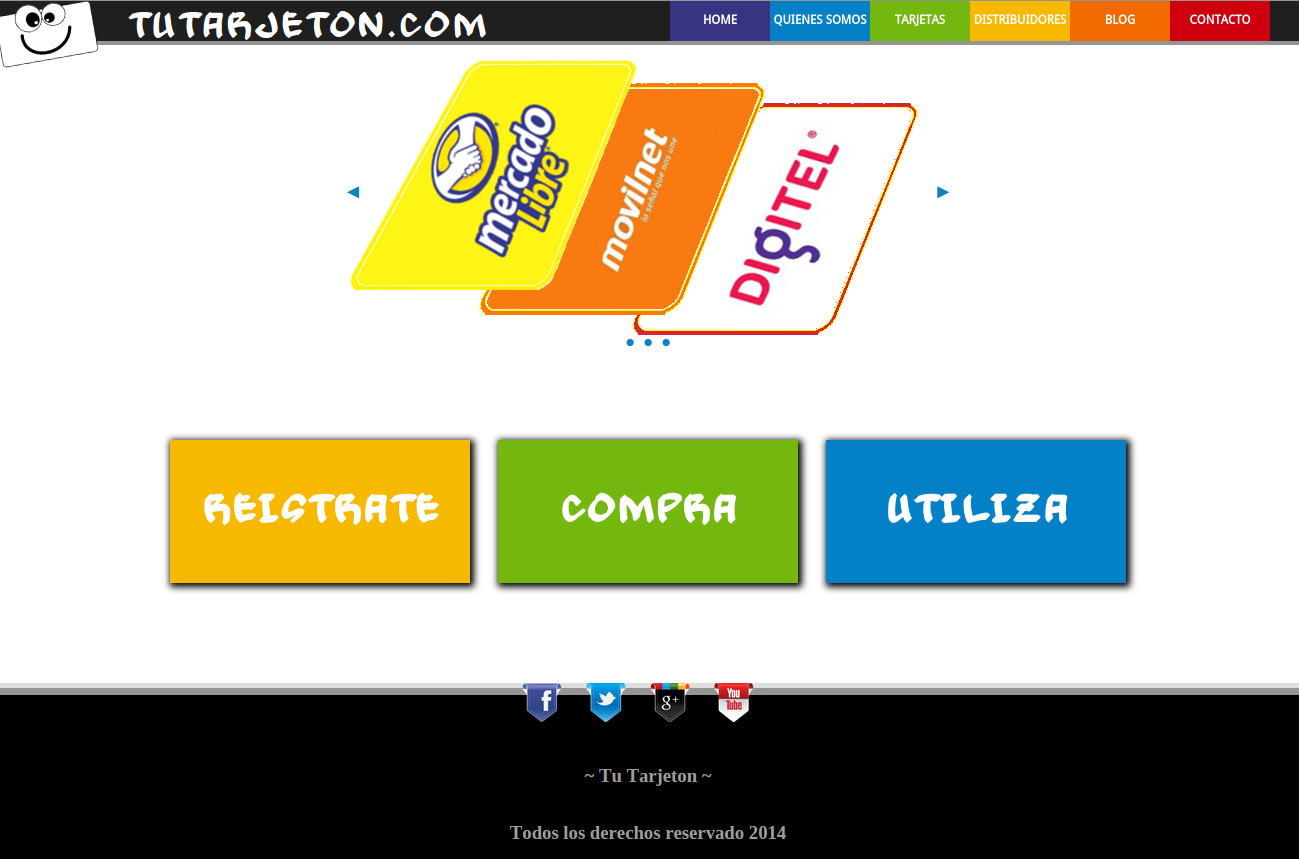 TUTARJETON.COM
HOME
QUIENES SOMOS
TARJETAS
DISTRIBUIDORES
BLOG
CONTACTO
mercado
Libre
movilnet
la señal que nos une
DIGITEL
REISTRATE
COMPRA
UTILIZA
f
g+
You
Tube
~ Tu Tarjeton ~
Todos los derechos reservado 2014